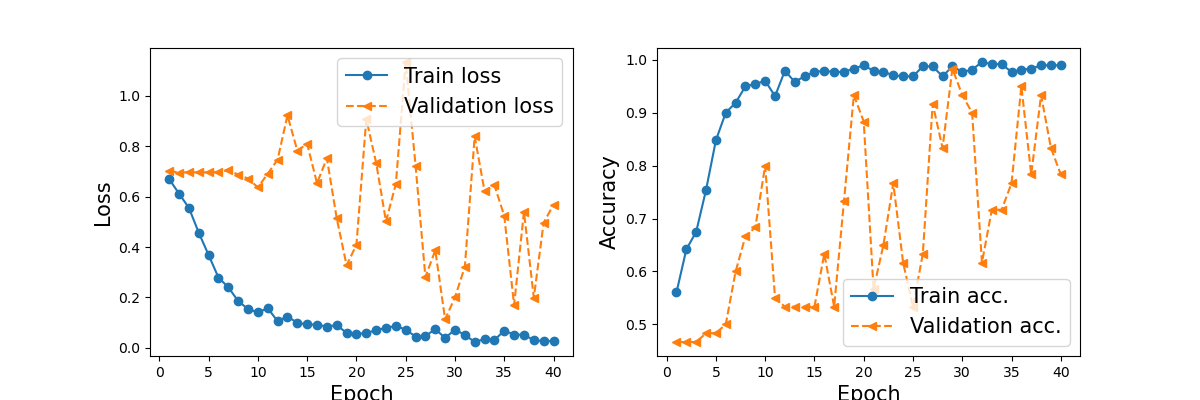 Loss
1.0
0.8
0.6
0.4
0.2
0.0
Train loss
Validation loss
0 5 10 15 20 25 30 35 40
Epoch
Accuracy
1.0
0.9
0.8
0.7
0.6
0.5
Train acc.
Validation acc.
0 5 10 15 20 25 30 35 40
Epoch